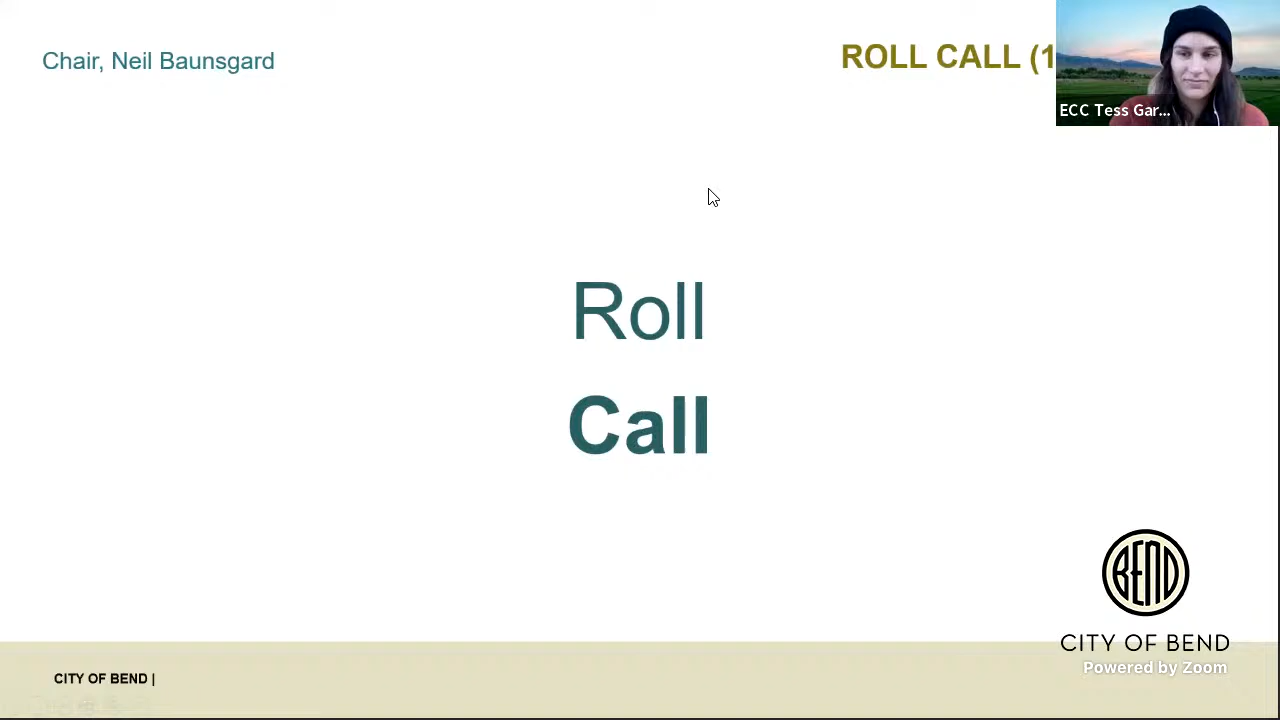 Chair, Neil Baunsgard
ROLL CALL (1
ECC Tess Gar...
Roll
Call
BEND
CITY OF BEND
Powered by Zoom
CITY OF BEND |